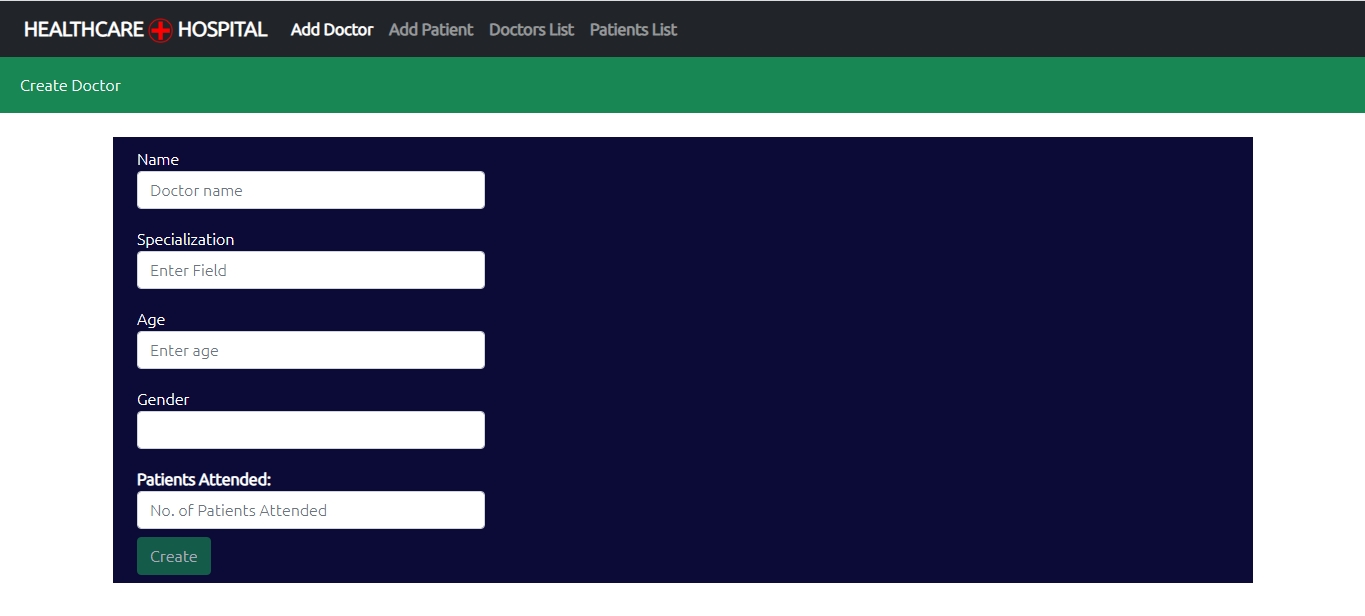 HEALTHCARE HOSPITAL Add Doctor Add Patient Doctors List Patients List
Create Doctor
Name
Doctor name
Specialization
Enter Field
Age
Enter age
Gender
Patients Attended:
No. of Patients Attended
Create